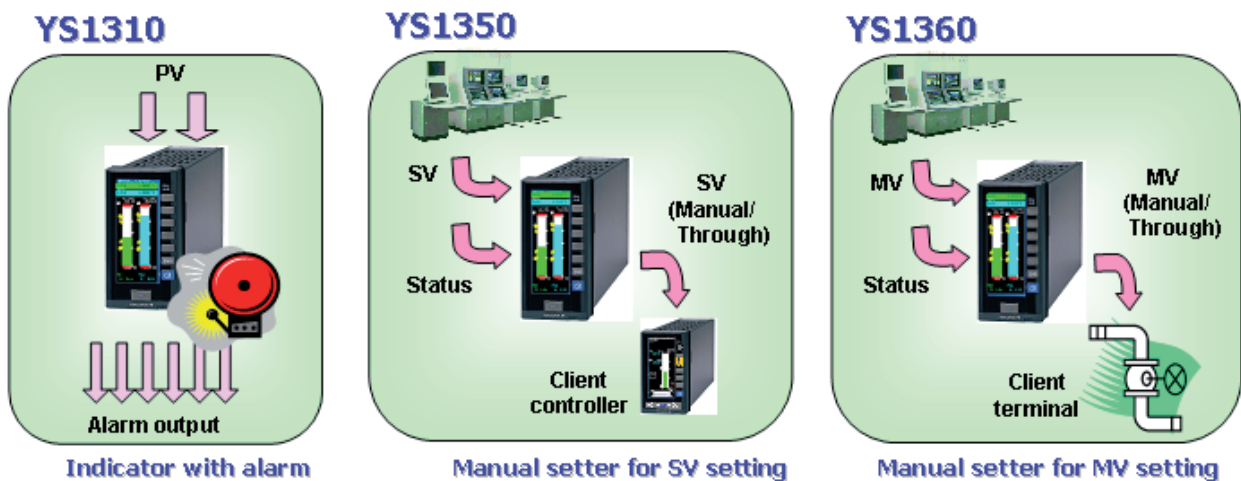 YS1310
PV
Alarm output
Indicator with alarm
YS1350
SV
Status
SV
(Manual/
Through)
Client
controller
Manual setter for SV setting
YS1360
MV
Status
MV
(Manual/
Through)
Client
terminal
Manual setter for MV setting